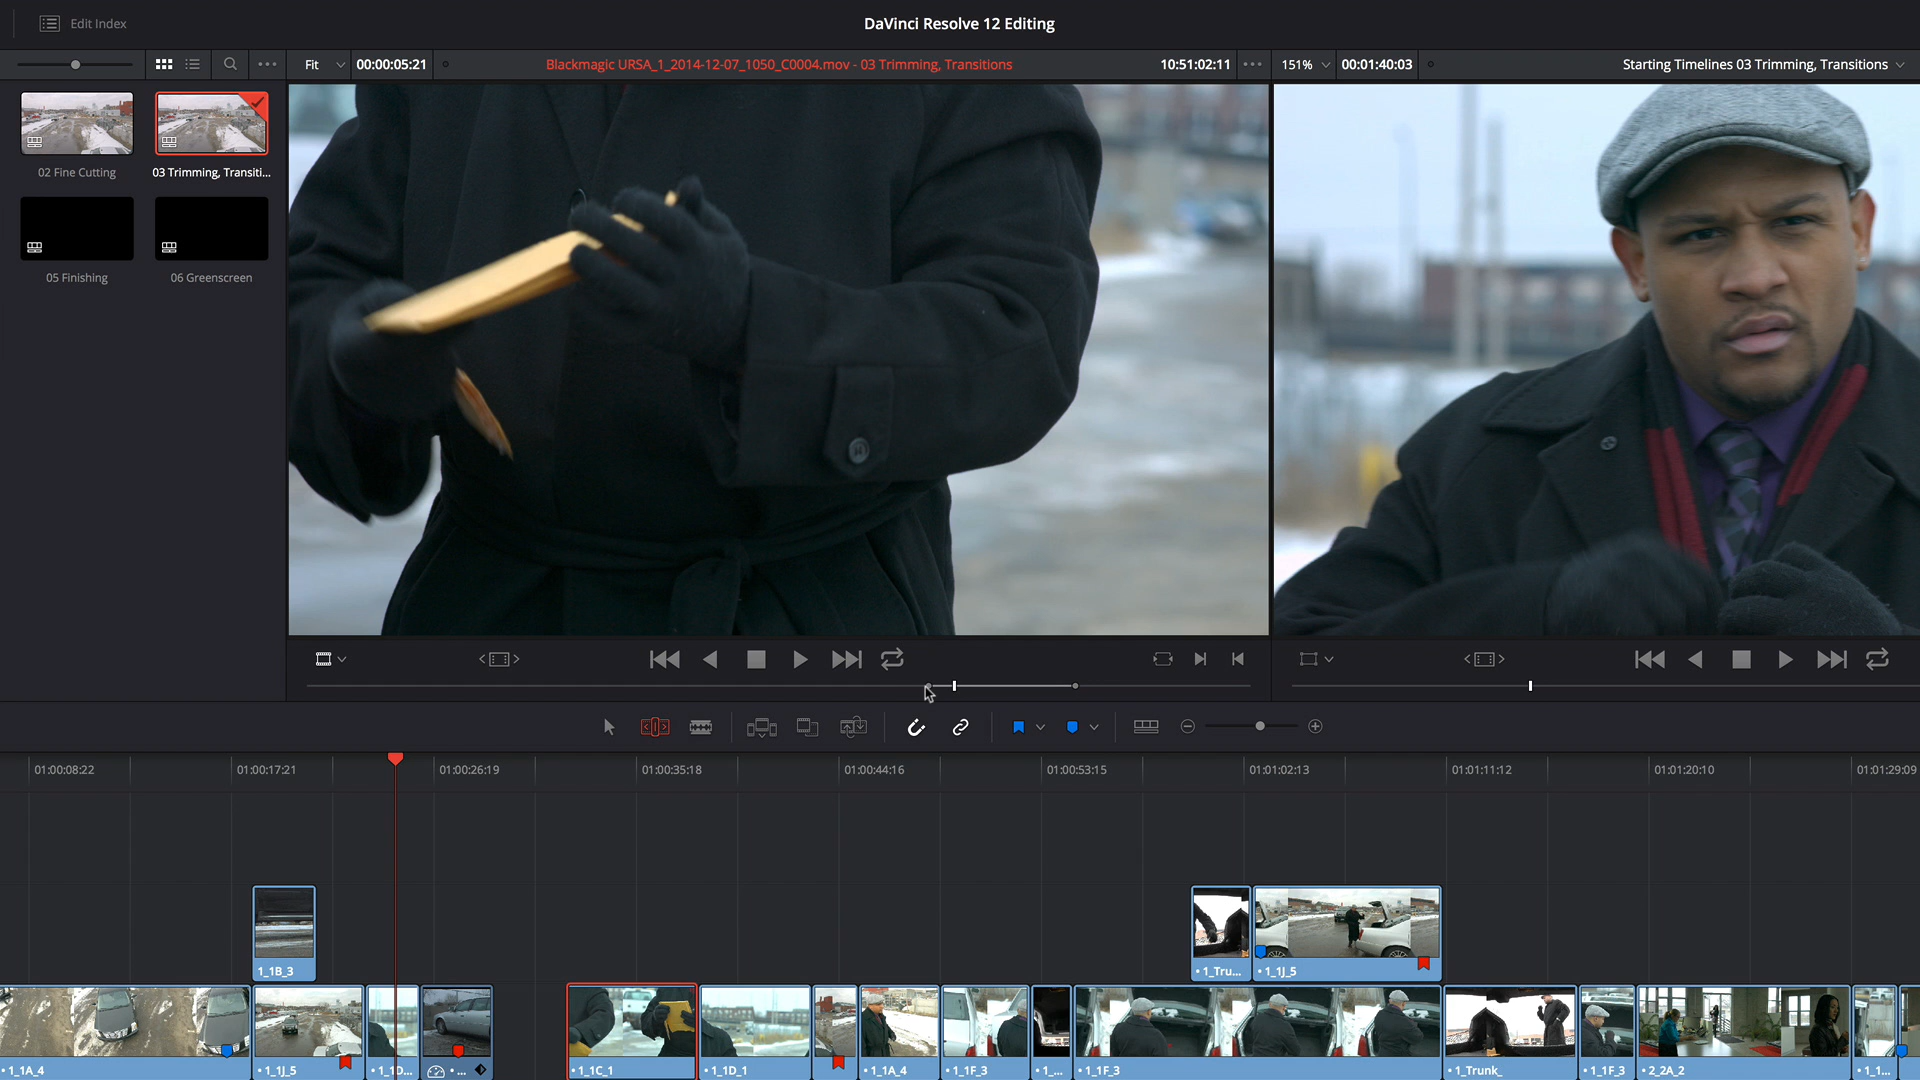 Edit Index
DaVinci Resolve 12 Editing
Fit
00:00:05:21
Blackmagic URSA_1_2014-12-07_1050_C0004.mov - 03 Trimming, Transitions
10:51:02:11
151%
00:01:40:03
Starting Timelines 03 Trimming, Transitions
02 Fine Cutting
03 Trimming, Transiti...
05 Finishing
06 Greenscreen
01:00:08:22
01:00:17:21
01:00:26:19
01:00:35:18
01:00:44:16
01:00:53:15
01:01:02:13
01:01:11:12
01:01:20:10
01:01:29:09
1_1B_3
• 1_Tru...
• 1_1J_5
• 1_1A_4
• 1_1J_5
• 1_1D...
• ...
• 1_1C_1
• 1_1D_1
• 1_1A_4
• 1_1F_3
• 1_...
• 1_1F_3
• 1_Trunk_
• 1_1F_3
• 2_2A_2
• 1_1...